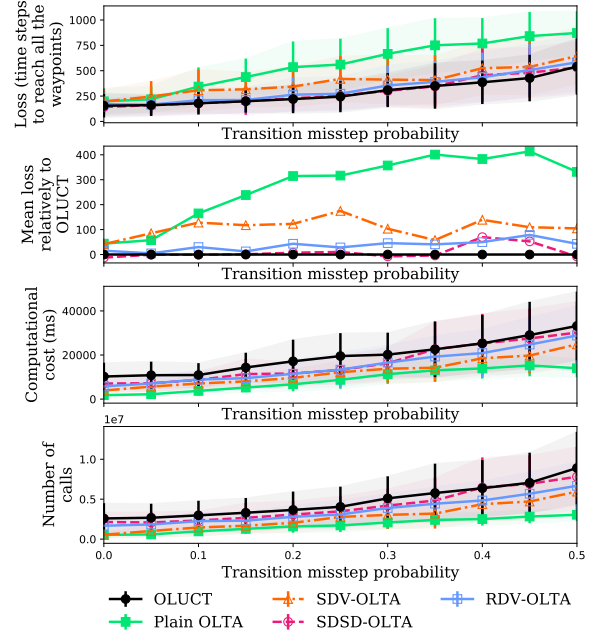 Loss (time steps
to reach all the
waypoints)
1000
750
500
250
0
Transition misstep probability
Mean loss
relatively to
OLUCT
400
300
200
100
0
Transition misstep probability
Computational
cost (ms)
40000
20000
0
Transition misstep probability
1e7
Number of
calls
1.0
0.5
0.0
0.0 0.1 0.2 0.3 0.4 0.5
Transition misstep probability
OLUCT SDV-OLTA RDV-OLTA
Plain OLTA SDSD-OLTA